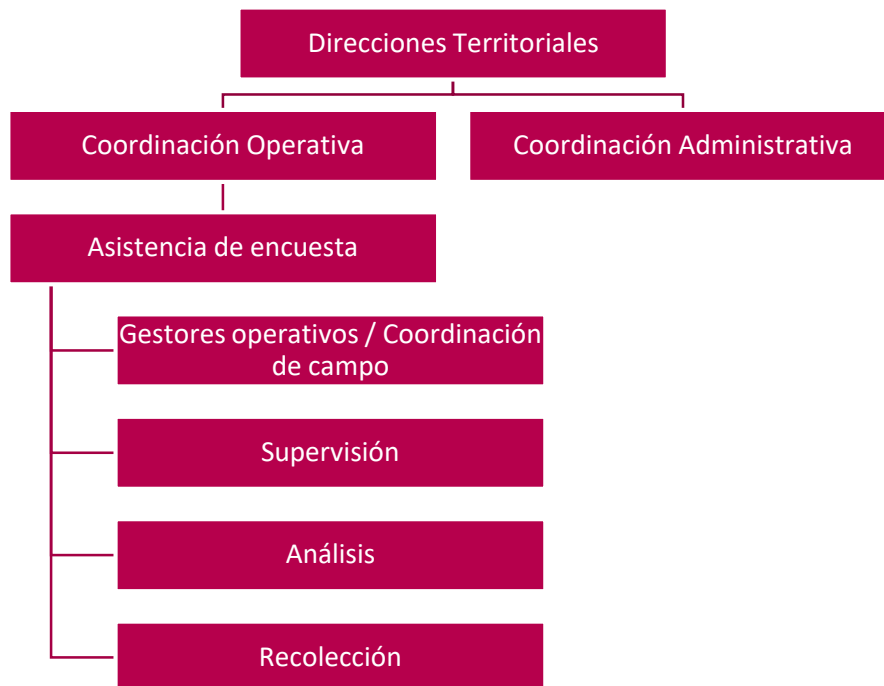 Direcciones Territoriales
Coordinación Operativa
Coordinación Administrativa
Asistencia de encuesta
Gestores operativos / Coordinación
de campo
Supervisión
Análisis
Recolección